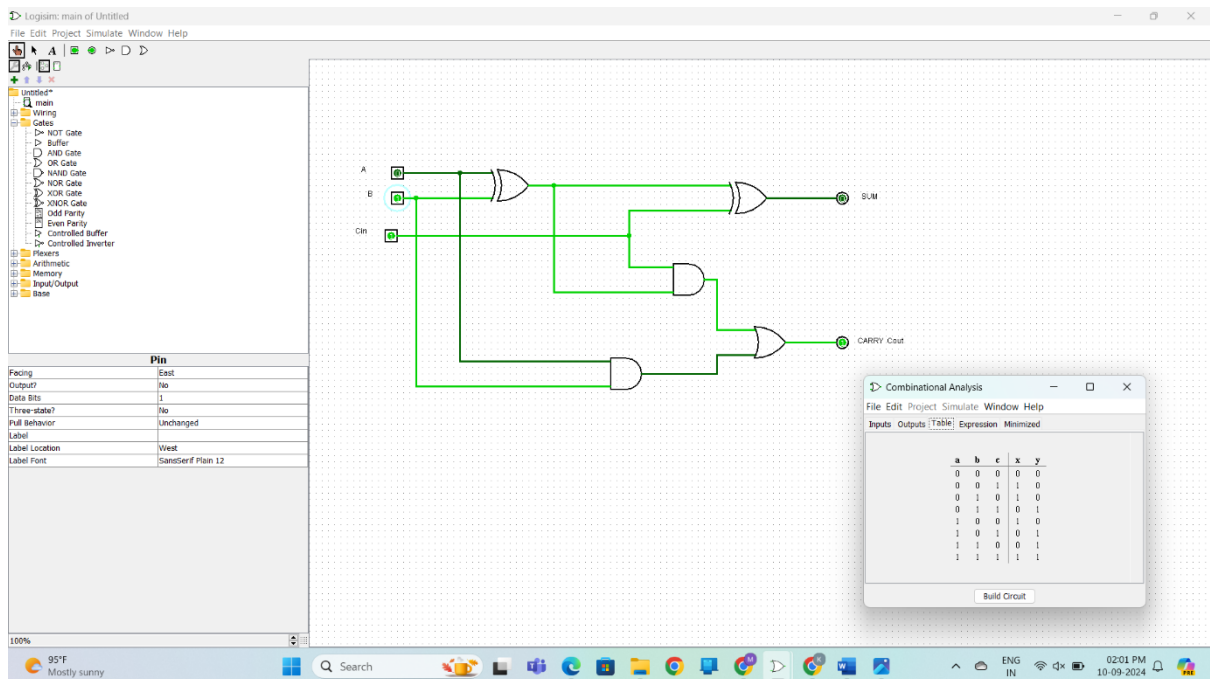 Logisim: main of Untitled
File Edit Project Simulate Window Help
A
Untitled*
main
Wiring
Gates
NOT Gate
Buffer
AND Gate
OR Gate
NAND Gate
NOR Gate
XOR Gate
XNOR Gate
Odd Parity
Even Parity
Controlled Buffer
Controlled Inverter
Plexers
Arithmetic
Memory
Input/Output
Base
Pin
Facing East
Output? No
Data Bits 1
Three-state? No
Pull Behavior Unchanged
Label
Label Location West
Label Font SansSerif Plain 12
100%
A 0
B 1
Cin 1
0 SUM
1 CARRY Cout
Combinational Analysis
File Edit Project Simulate Window Help
Inputs Outputs Table Expression Minimized
a b c x y
0 0 0 0 0
0 0 1 1 0
0 1 0 1 0
0 1 1 0 1
1 0 0 1 0
1 0 1 0 1
1 1 0 0 1
1 1 1 1 1
Build Circuit
95°F
Mostly sunny
Search
ENG
IN
02:01 PM
10-09-2024